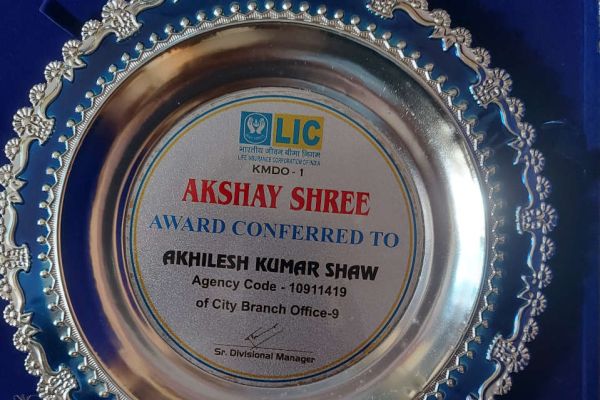 LIC
भारतीय जीवन बीमा निगम
LIFE INSURANCE CORPORATION OF INDIA
KMDO - 1
AKSHAY SHREE
AWARD CONFERRED TO
AKHILESH KUMAR SHAW
Agency Code - 10911419
of City Branch Office-9
Sr. Divisional Manager